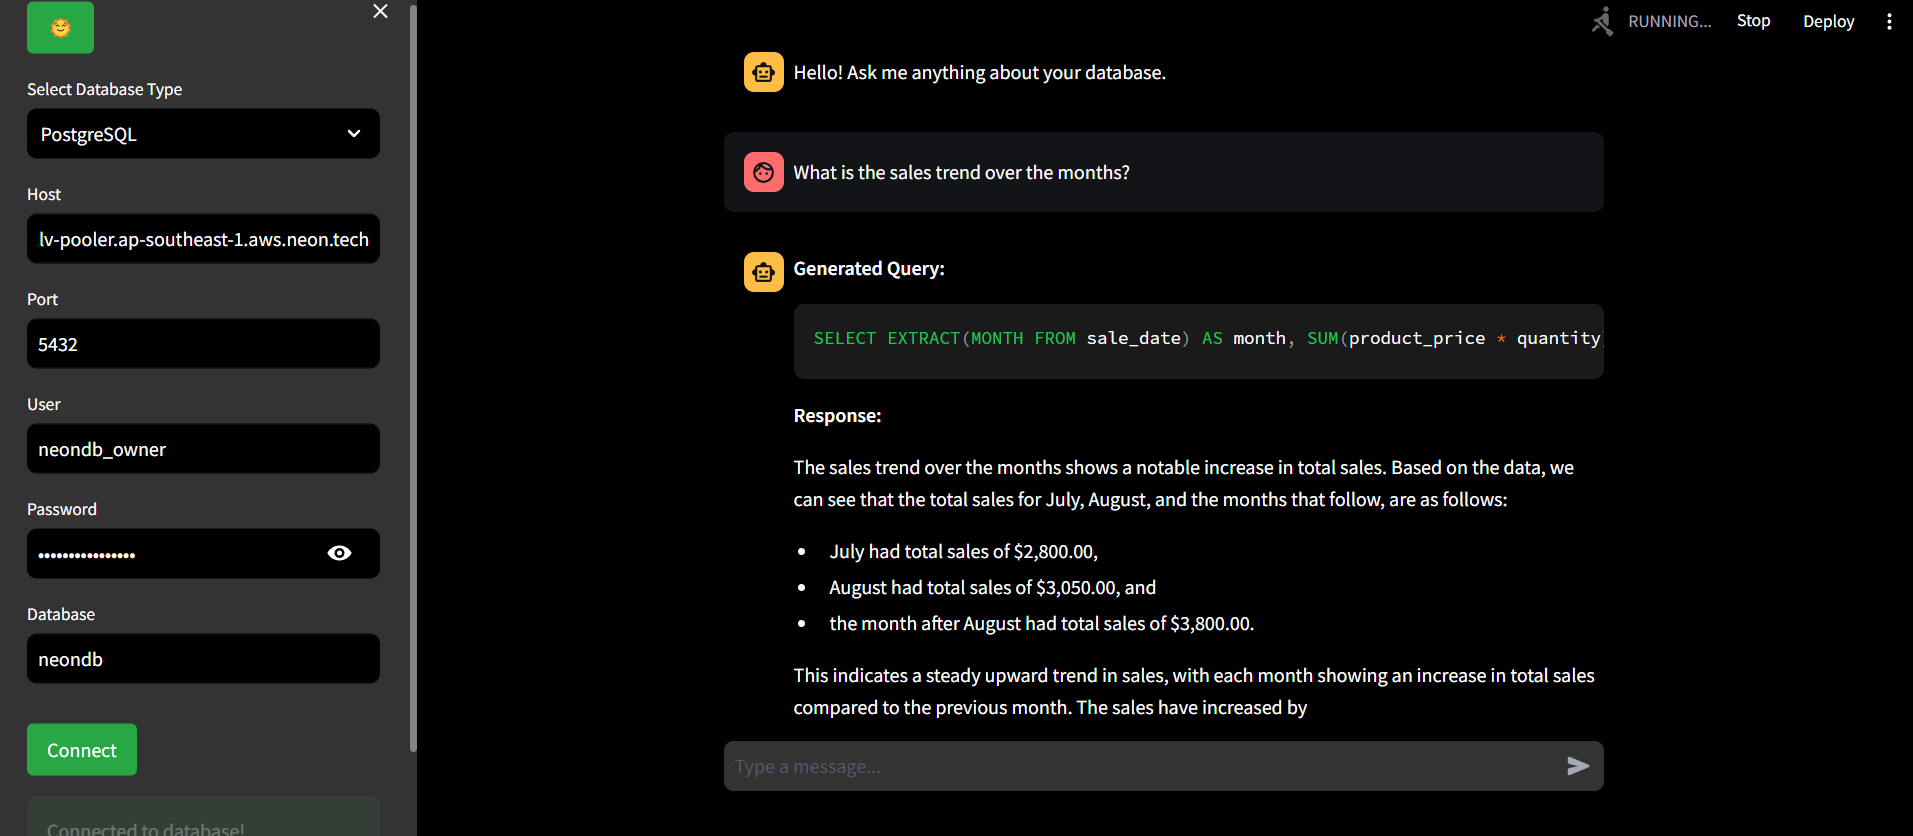 Select Database Type
PostgreSQL
Host
lv-pooler.ap-southeast-1.aws.neon.tech
Port
5432
User
neondb_owner
Password
••••••••••••••••
Database
neondb
Connect
Connected to database!
RUNNING...
Stop
Deploy
Hello! Ask me anything about your database.
What is the sales trend over the months?
Generated Query:
SELECT EXTRACT(MONTH FROM sale_date) AS month, SUM(product_price * quantity)
Response:
The sales trend over the months shows a notable increase in total sales. Based on the data, we
can see that the total sales for July, August, and the months that follow, are as follows:
• July had total sales of $2,800.00,
• August had total sales of $3,050.00, and
• the month after August had total sales of $3,800.00.
This indicates a steady upward trend in sales, with each month showing an increase in total sales
compared to the previous month. The sales have increased by
Type a message...